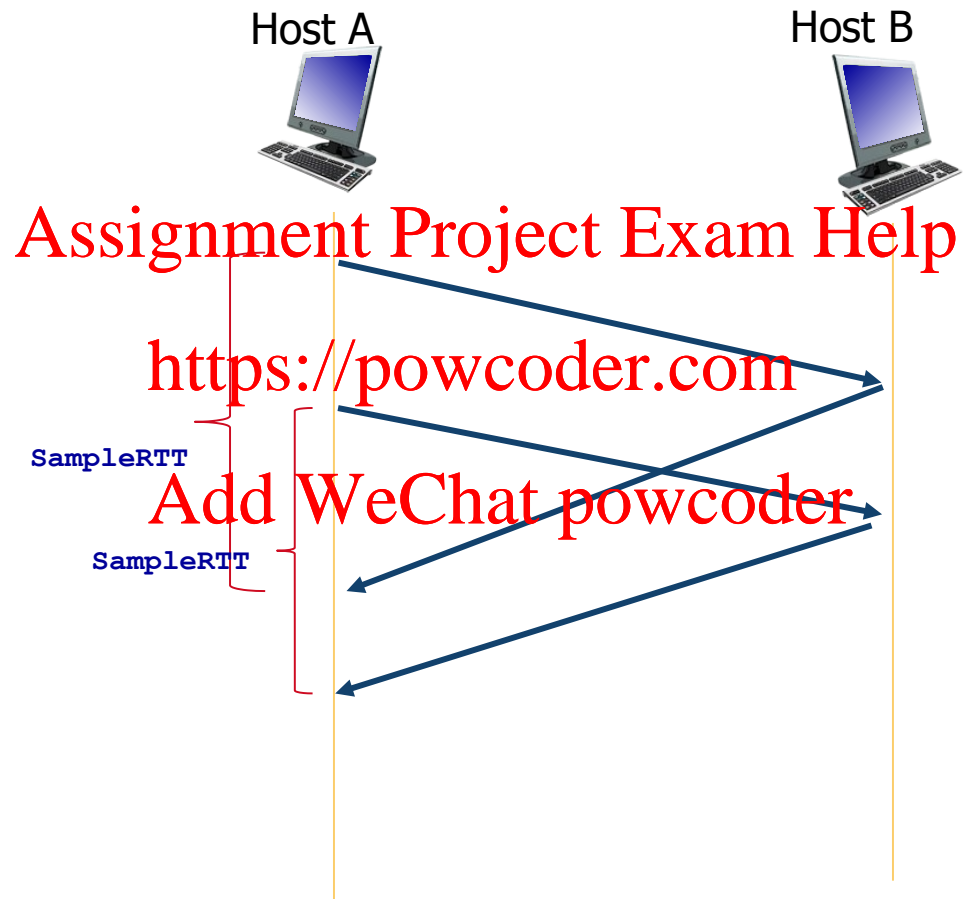 Host A
Host B
Assignment Project Exam Help
https://powcoder.com
SampleRTT
Add WeChat powcoder
SampleRTT